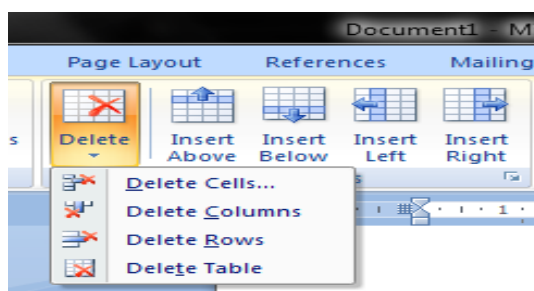 Document1 - M
Page Layout References Mailing
s Delete Insert Above Insert Below Insert Left Insert Right
Delete Cells...
s
Delete Columns
1
Delete Rows
Delete Table